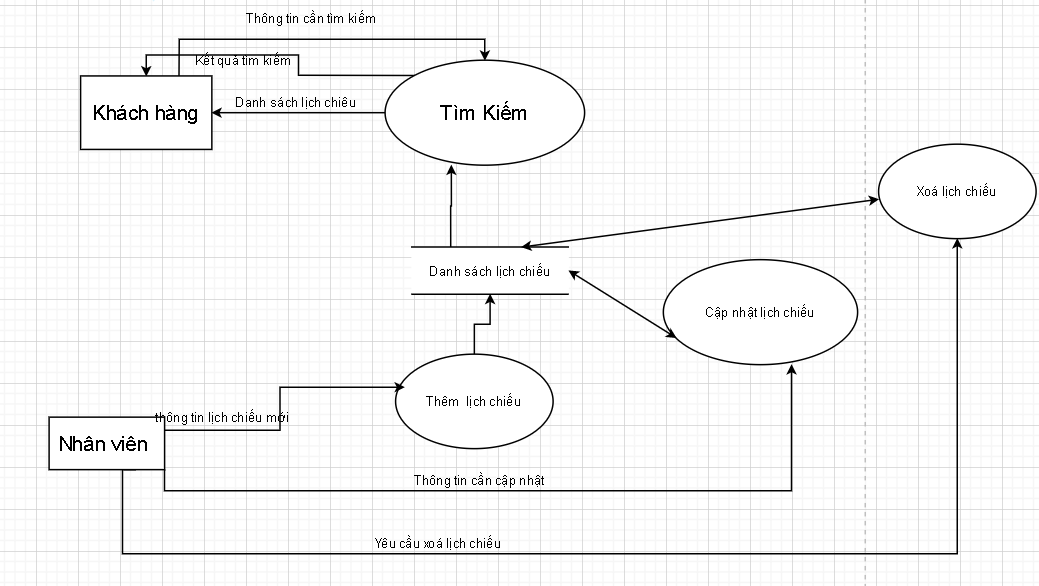 Thông tin cần tìm kiếm
Kết quả tìm kiếm
Danh sách lịch chiêu
Khách hàng
Tìm Kiếm
Xoá lịch chiếu
Danh sách lịch chiếu
Cập nhật lịch chiếu
Thêm lịch chiếu
thông tin lịch chiếu mới
Nhân viên
Thông tin cần cập nhật
Yêu cầu xoá lịch chiếu